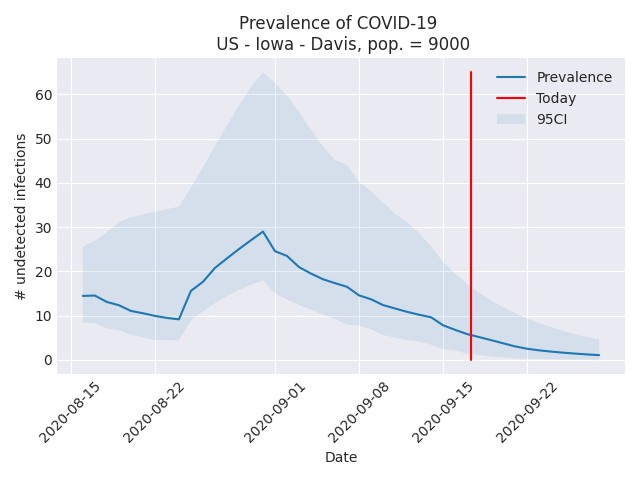 Prevalence of COVID-19
US - Iowa - Davis, pop. = 9000
Prevalence
Today
95CI
# undetected infections
60
50
40
30
20
10
0
2020-08-15
2020-08-22
2020-09-01
2020-09-08
2020-09-15
2020-09-22
Date